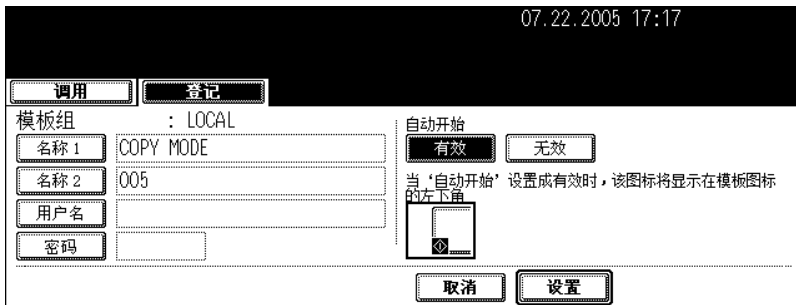 07.22.2005 17:17
调用 登记
模板组 : LOCAL
名称 1 COPY MODE
名称 2 005
用户名
密码
自动开始
有效 无效
当‘自动开始’设置成有效时,该图标将显示在模板图标
的左下角
取消 设置